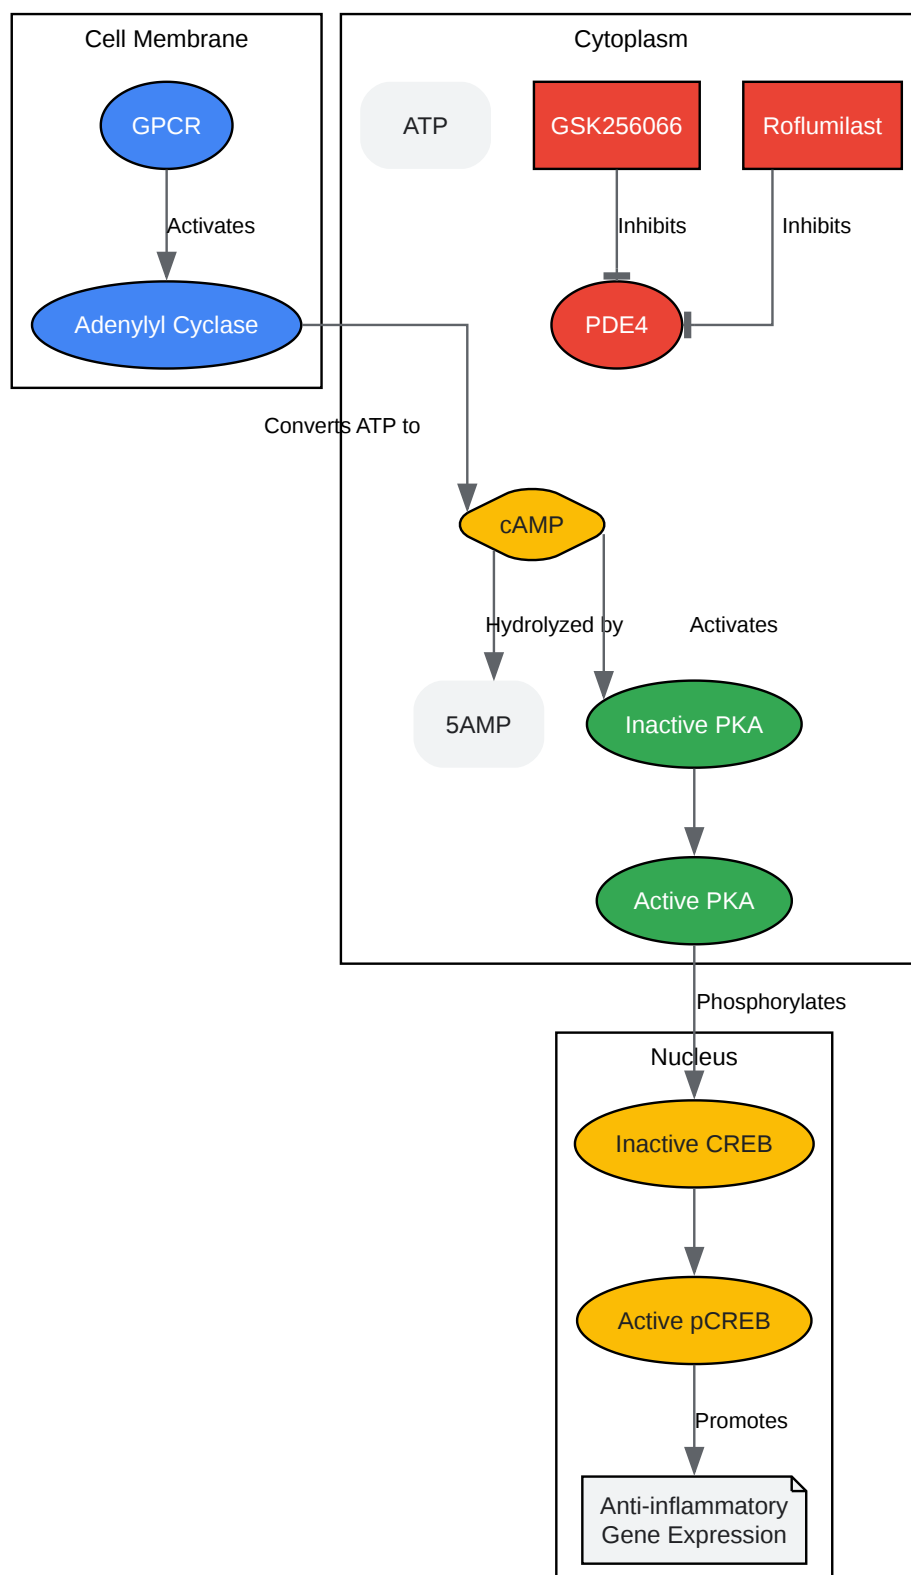 Cell Membrane
Cytoplasm
GPCR
ATP
GSK256066
Roflumilast
Activates
Inhibits
Inhibits
Adenylyl Cyclase
PDE4
Converts ATP to
cAMP
Hydrolyzed by
Activates
5AMP
Inactive PKA
Active PKA
Phosphorylates
Nucleus
Inactive CREB
Active pCREB
Promotes
Anti-inflammatory
Gene Expression